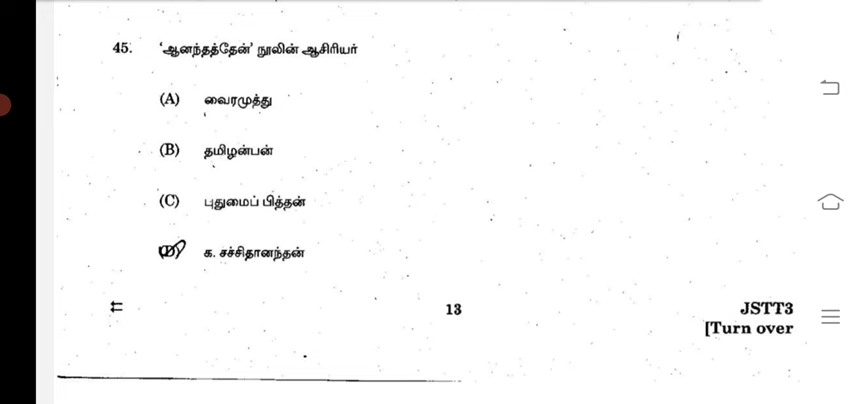 45. 'ஆனந்தத்தேன்' நூலின் ஆசிரியர்
(A) வைரமுத்து
(B) தமிழன்பன்
(C) புதுமைப் பித்தன்
(D) க. சச்சிதானந்தன்
⇇ 13 JSTT3
[Turn over